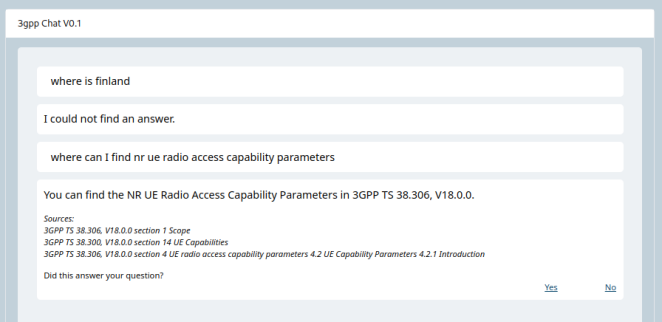 3gpp Chat V0.1
where is finland
I could not find an answer.
where can I find nr ue radio access capability parameters
You can find the NR UE Radio Access Capability Parameters in 3GPP TS 38.306, V18.0.0.
Sources:
3GPP TS 38.306, V18.0.0 section 1 Scope
3GPP TS 38.300, V18.0.0 section 14 UE Capabilities
3GPP TS 38.306, V18.0.0 section 4 UE radio access capability parameters 4.2 UE Capability Parameters 4.2.1 Introduction
Did this answer your question?
Yes No